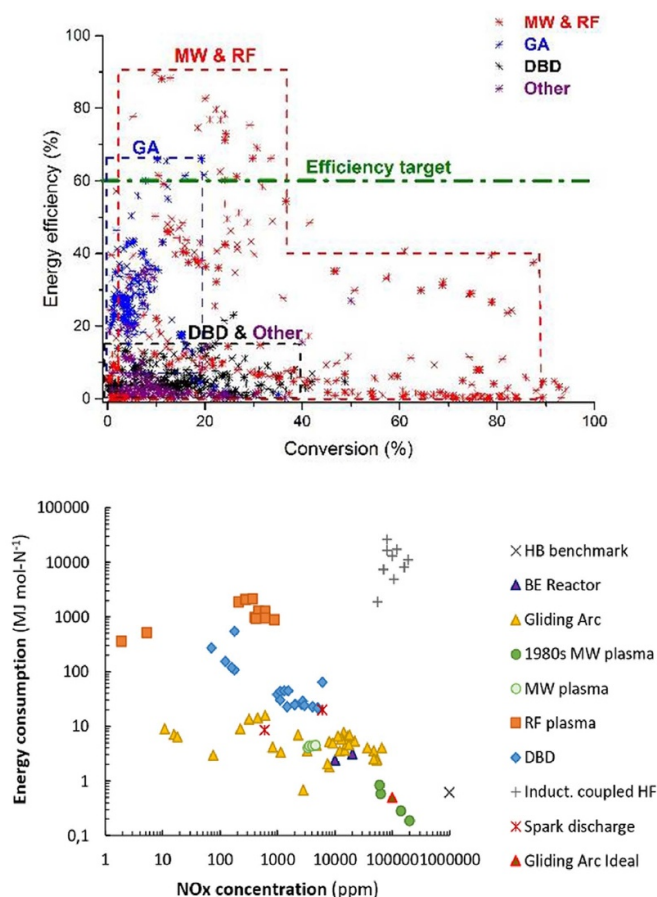 MW & RF
GA
DBD
Other
100
80
60
40
20
0
MW & RF
GA
Efficiency target
DBD & Other
Energy efficiency (%)
0
20
40
60
80
100
Conversion (%)
100000
10000
1000
100
10
1
0,1
Energy consumption (MJ mol-N⁻¹)
1
10
100
1000
10000
1000001000000
NOx concentration (ppm)
HB benchmark
BE Reactor
Gliding Arc
1980s MW plasma
MW plasma
RF plasma
DBD
Induct. coupled HF
Spark discharge
Gliding Arc Ideal